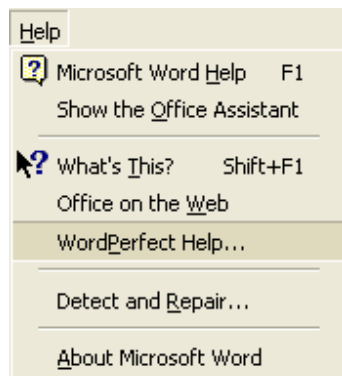 Help
Microsoft Word Help F1
Show the Office Assistant
What's This? Shift+F1
Office on the Web
WordPerfect Help...
Detect and Repair...
About Microsoft Word